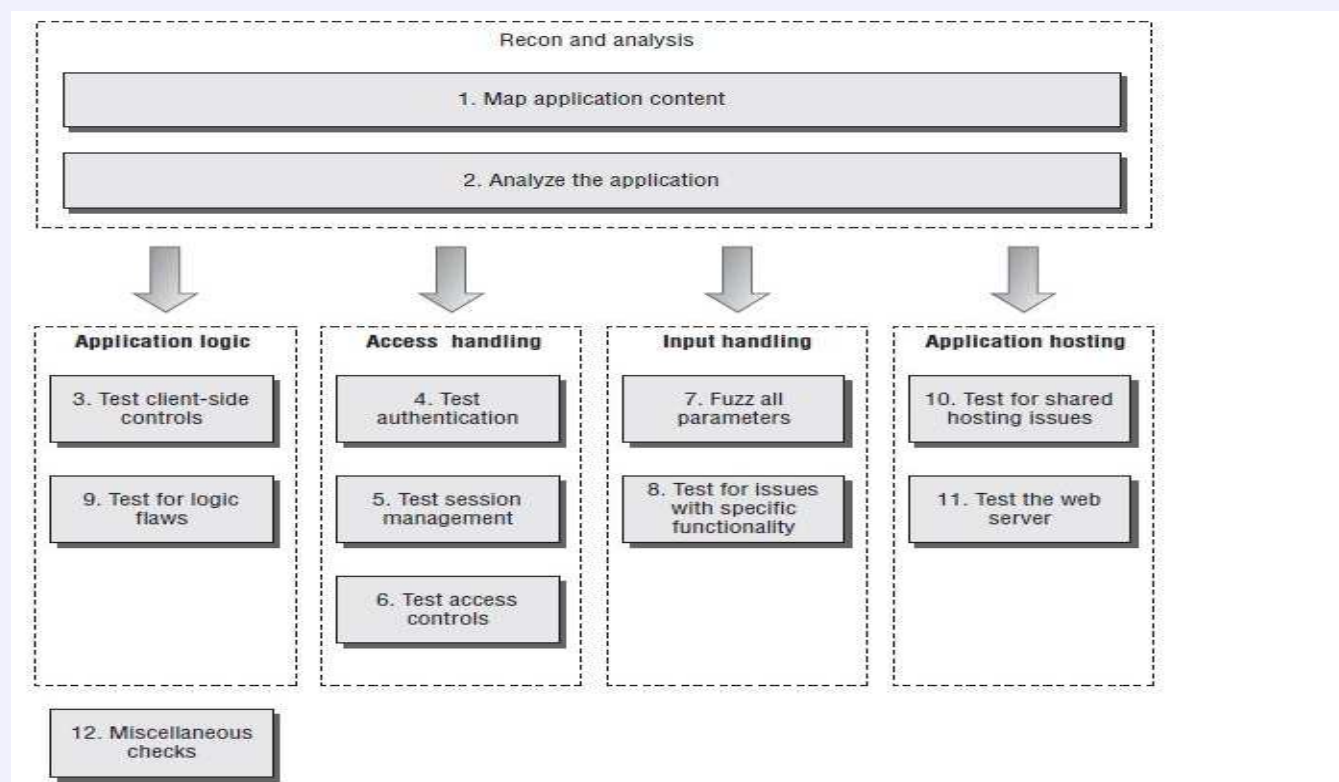 Recon and analysis
1. Map application content
2. Analyze the application
Application logic
3. Test client-side
controls
9. Test for logic
flaws
Access handling
4. Test
authentication
5. Test session
management
6. Test access
controls
Input handling
7. Fuzz all
parameters
8. Test for issues
with specific
functionality
Application hosting
10. Test for shared
hosting issues
11. Test the web
server
12. Miscellaneous
checks